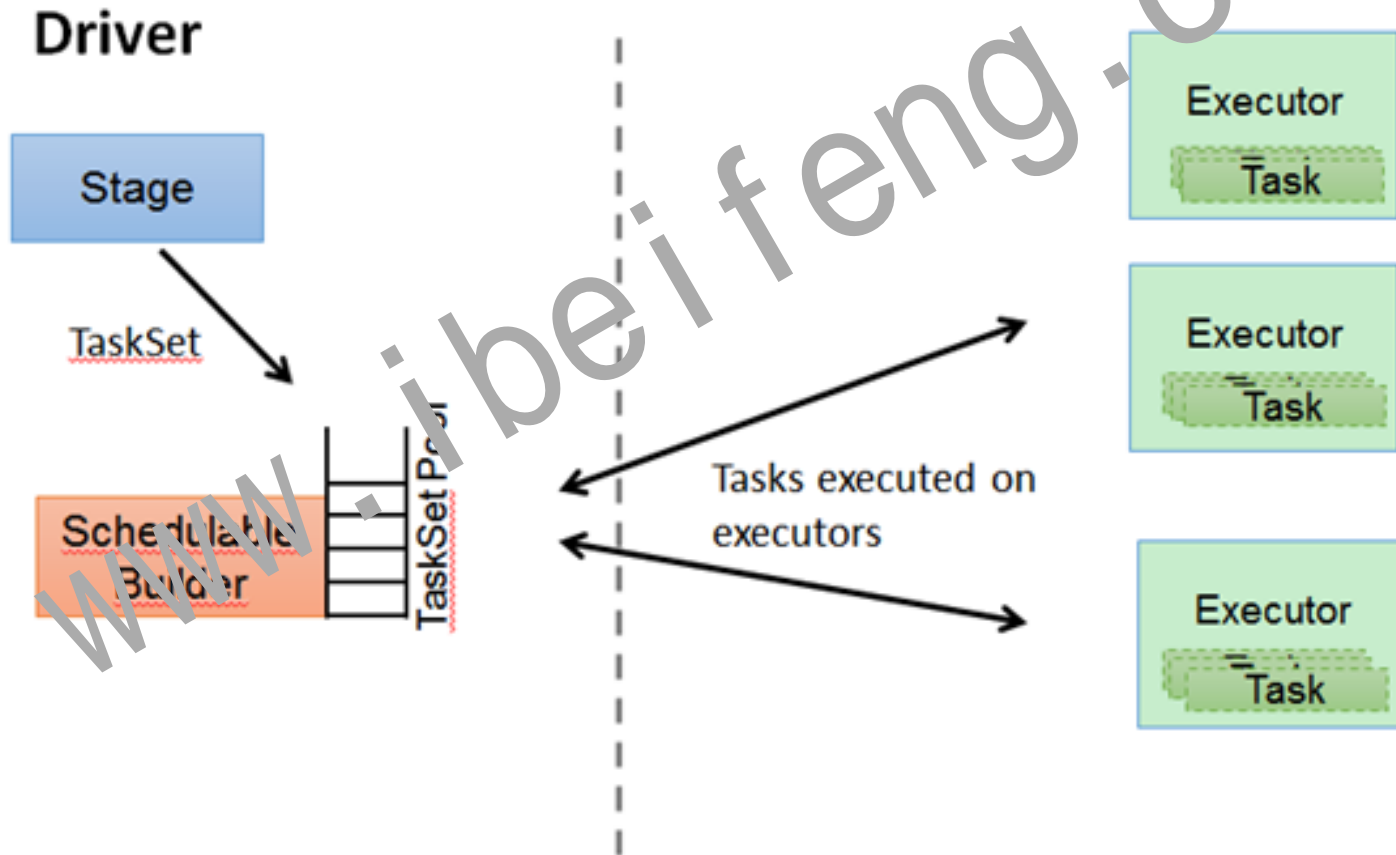 Driver
Stage
TaskSet
Schedulable
Builder
TaskSet Pool
Tasks executed on
executors
Executor
Task
Executor
Task
Executor
Task
www.ibeifeng.c